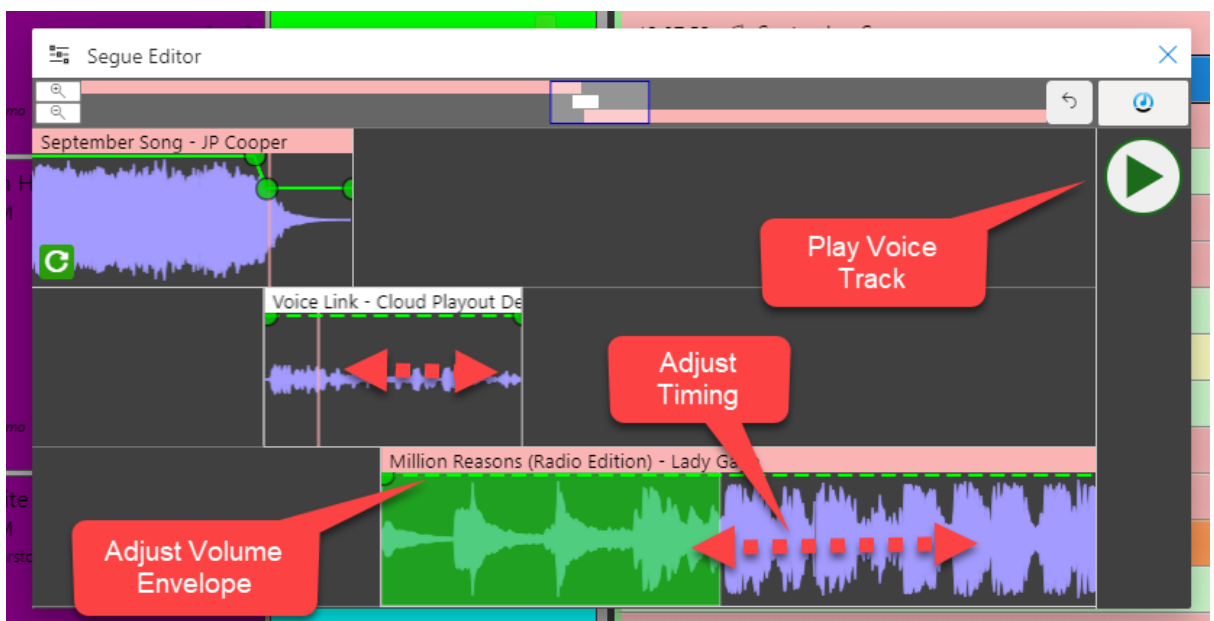 Segue Editor
September Song - JP Cooper
Play Voice
Track
Voice Link - Cloud Playout De
Adjust
Timing
Million Reasons (Radio Edition) - Lady Ga
Adjust Volume
Envelope